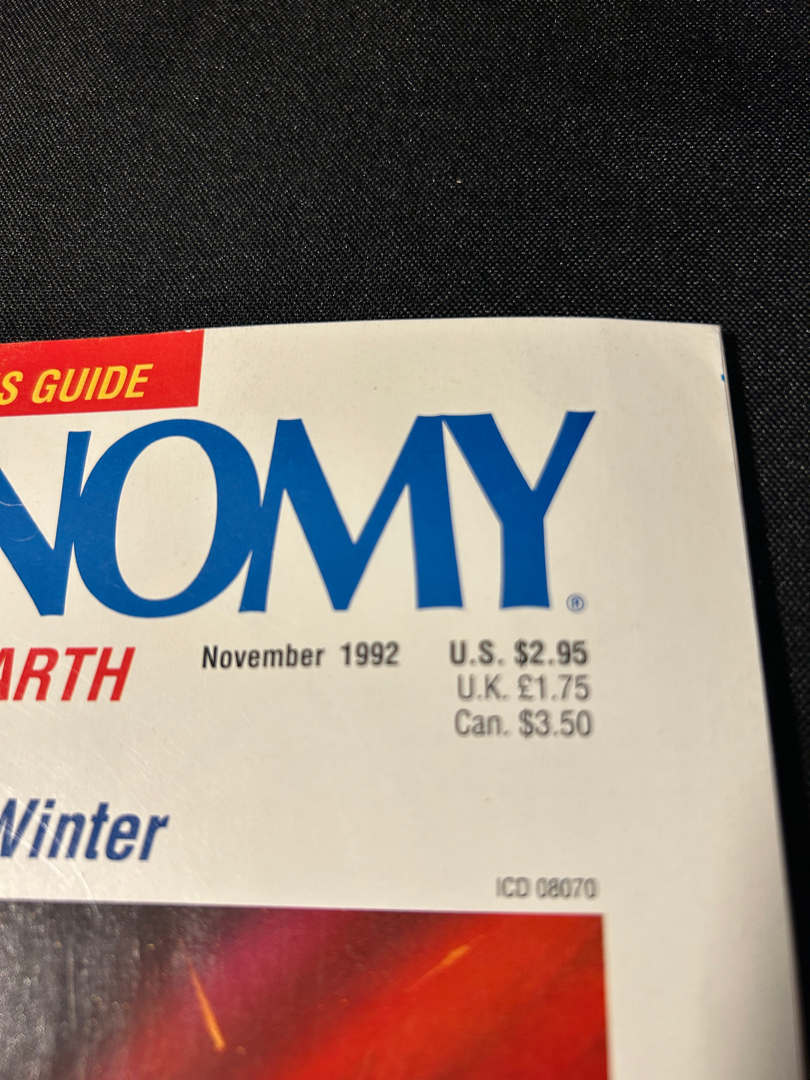 S GUIDE
NOMY®
ARTH
November 1992
U.S. $2.95
U.K. £1.75
Can. $3.50
Winter
ICD 08070